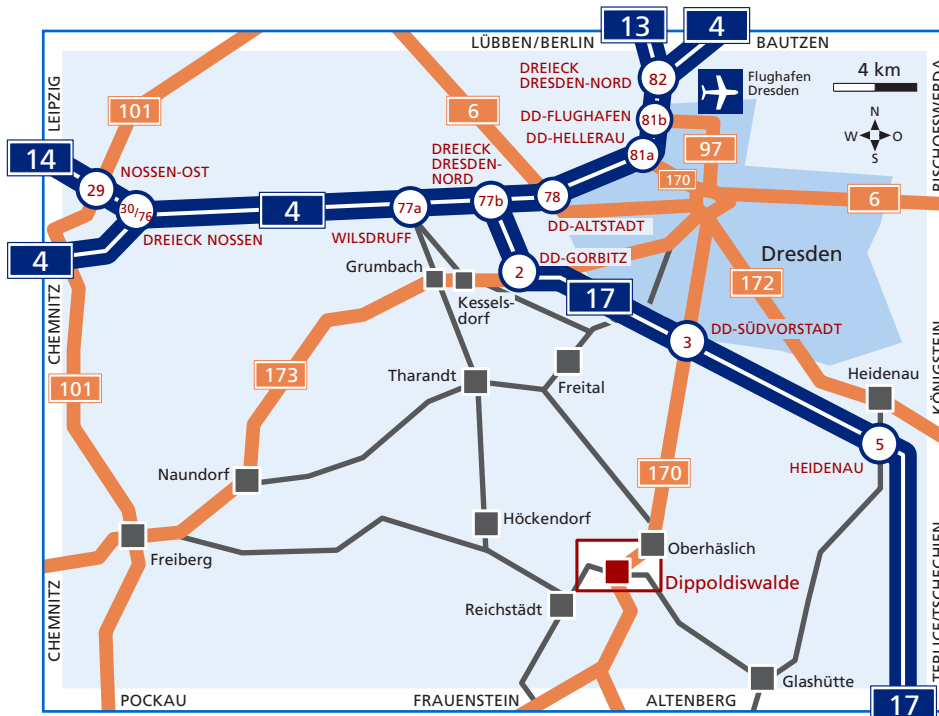 13
4
LÜBBEN/BERLIN
BAUTZEN
LEIPZIG
BISCHOFSWERDA
DREIECK
DRESDEN-NORD
82
Flughafen
Dresden
4 km
N
W
O
S
101
6
DD-FLUGHAFEN
81b
DD-HELLERAU
81a
97
170
6
14
29
NOSSEN-OST
DREIECK
DRESDEN-
NORD
30/76
4
77a
77b
78
DREIECK NOSSEN
WILSDRUFF
DD-ALTSTADT
4
Grumbach
2
DD-GORBITZ
Dresden
Kessels-
dorf
17
172
CHEMNITZ
KÖNIGSTEIN
3
DD-SÜDVORSTADT
101
173
Tharandt
Freital
Heidenau
5
HEIDENAU
Naundorf
170
Höckendorf
Freiberg
Oberhäslich
Dippoldiswalde
Reichstädt
CHEMNITZ
TEPLICE/TSCHECHIEN
Glashütte
POCKAU
FRAUENSTEIN
ALTENBERG
17